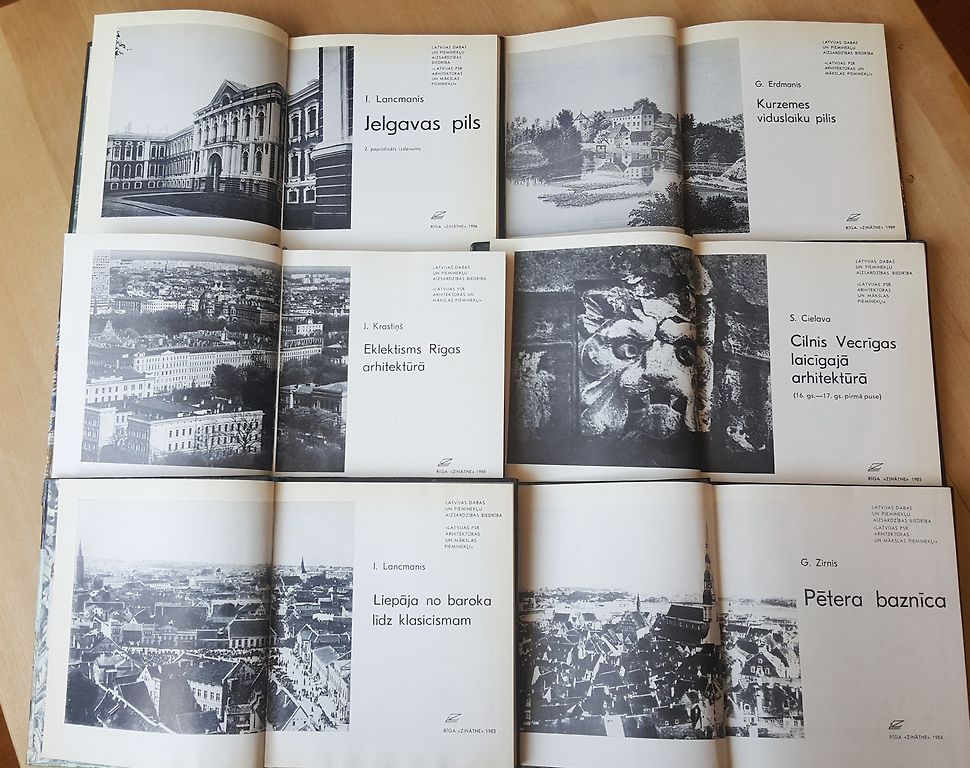 LATVIJAS DABAS
UN PIEMINEKĻU
AIZSARDZĪBAS
BIEDRĪBA
«LATVIJAS PSR
ARHITEKTŪRAS
UN MĀKSLAS
PIEMINEKĻI»
I. Lancmanis
Jelgavas pils
2. papildināts izdevums
RĪGA «ZINĀTNE» 1986
LATVIJAS DABAS
UN PIEMINEKĻU
AIZSARDZĪBAS
BIEDRĪBA
«LATVIJAS PSR
ARHITEKTŪRAS UN
MĀKSLAS PIEMINEKĻI»
G. Erdmanis
Kurzemes
viduslaiku pilis
RĪGA «ZINĀTNE» 1989
LATVIJAS DABAS
UN PIEMINEKĻU
AIZSARDZĪBAS BIEDRĪBA
«LATVIJAS PSR
ARHITEKTŪRAS UN
MĀKSLAS PIEMINEKĻI»
J. Krastiņš
Eklektisms Rīgas
arhitektūrā
RĪGA «ZINĀTNE» 1988
LATVIJAS DABAS
UN PIEMINEKĻU
AIZSARDZĪBAS BIEDRĪBA
«LATVIJAS PSR
ARHITEKTŪRAS UN
MĀKSLAS
PIEMINEKĻI»
S. Cielava
Cilnis Vecrīgas
laicīgajā
arhitektūrā
(16. gs.—17. gs. pirmā puse)
RĪGA «ZINĀTNE» 1985
LATVIJAS DABAS
UN PIEMINEKĻU
AIZSARDZĪBAS BIEDRĪBA
«LATVIJAS PSR
ARHITEKTŪRAS
UN MĀKSLAS
PIEMINEKĻI»
I. Lancmanis
Liepāja no baroka
līdz klasicismam
RĪGA «ZINĀTNE» 1983
LATVIJAS DABAS
UN PIEMINEKĻU
AIZSARDZĪBAS BIEDRĪBA
«LATVIJAS PSR
ARHITEKTŪRAS
UN MĀKSLAS PIEMINEKĻI»
G. Zirnis
Pētera baznīca
RĪGA «ZINĀTNE» 1984